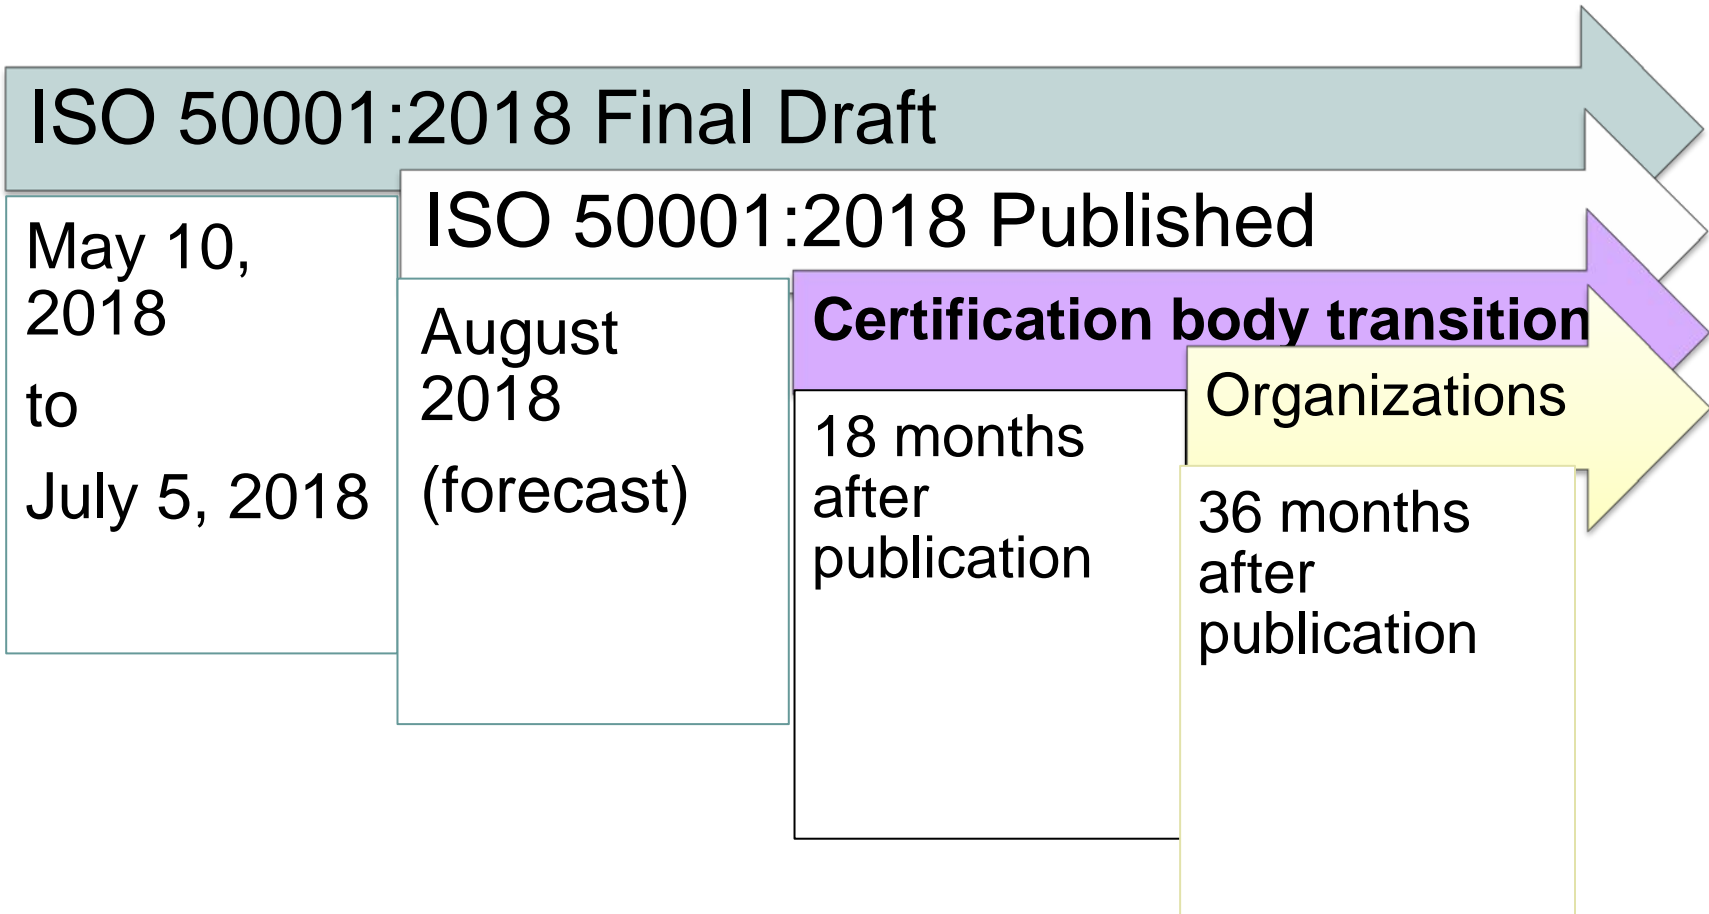 ISO 50001:2018 Final Draft
May 10,
2018
to
July 5, 2018
ISO 50001:2018 Published
August
2018
(forecast)
Certification body transition
18 months
after
publication
Organizations
36 months
after
publication